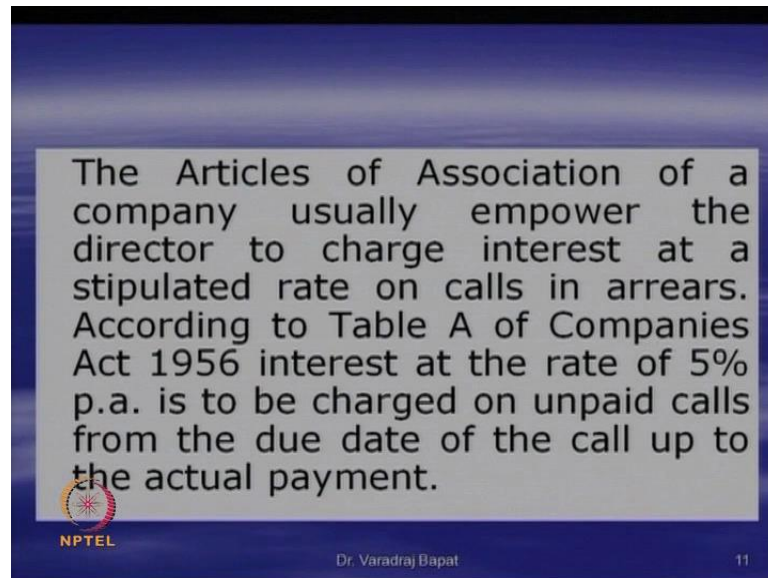 The Articles of Association of a
company usually empower the
director to charge interest at a
stipulated rate on calls in arrears.
According to Table A of Companies
Act 1956 interest at the rate of 5%
p.a. is to be charged on unpaid calls
from the due date of the call up to
the actual payment.
NPTEL
Dr. Varadraj Bapat
11